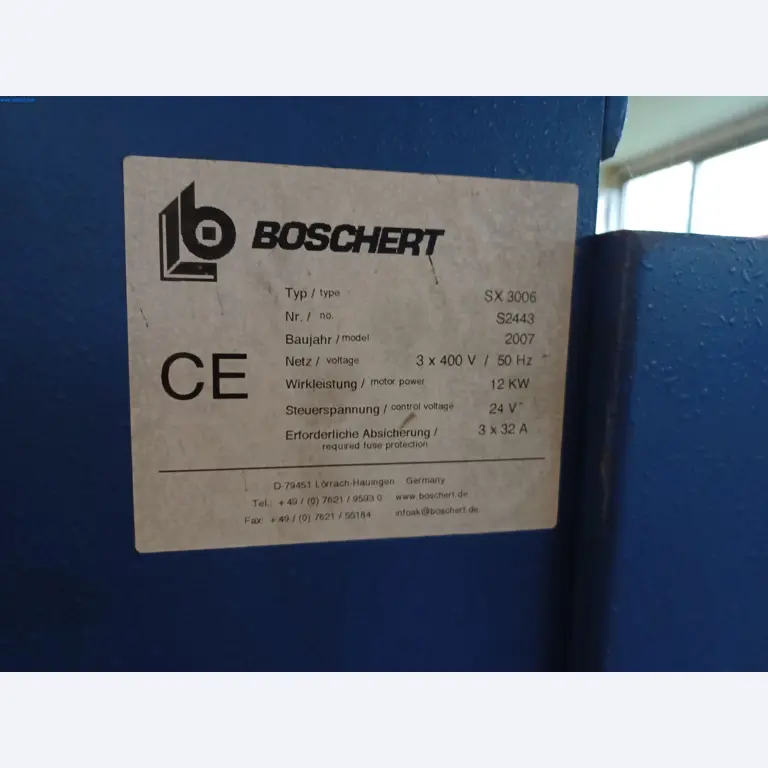 BOSCHERT
Typ / type SX 3006
Nr. / no. S2443
Baujahr / model 2007
Netz / voltage 3 x 400 V / 50 Hz ~
CE
Wirkleistung / motor power 12 KW
Steuerspannung / control voltage 24 V~
Erforderliche Absicherung / 3 x 32 A
required fuse protection
D-79451 Lörrach-Hauingen Germany
Tel.: +49 / (0) 7621 / 9593 0 www.boschert.de
Fax: +49 / (0) 7621 / 55184 infoak@boschert.de